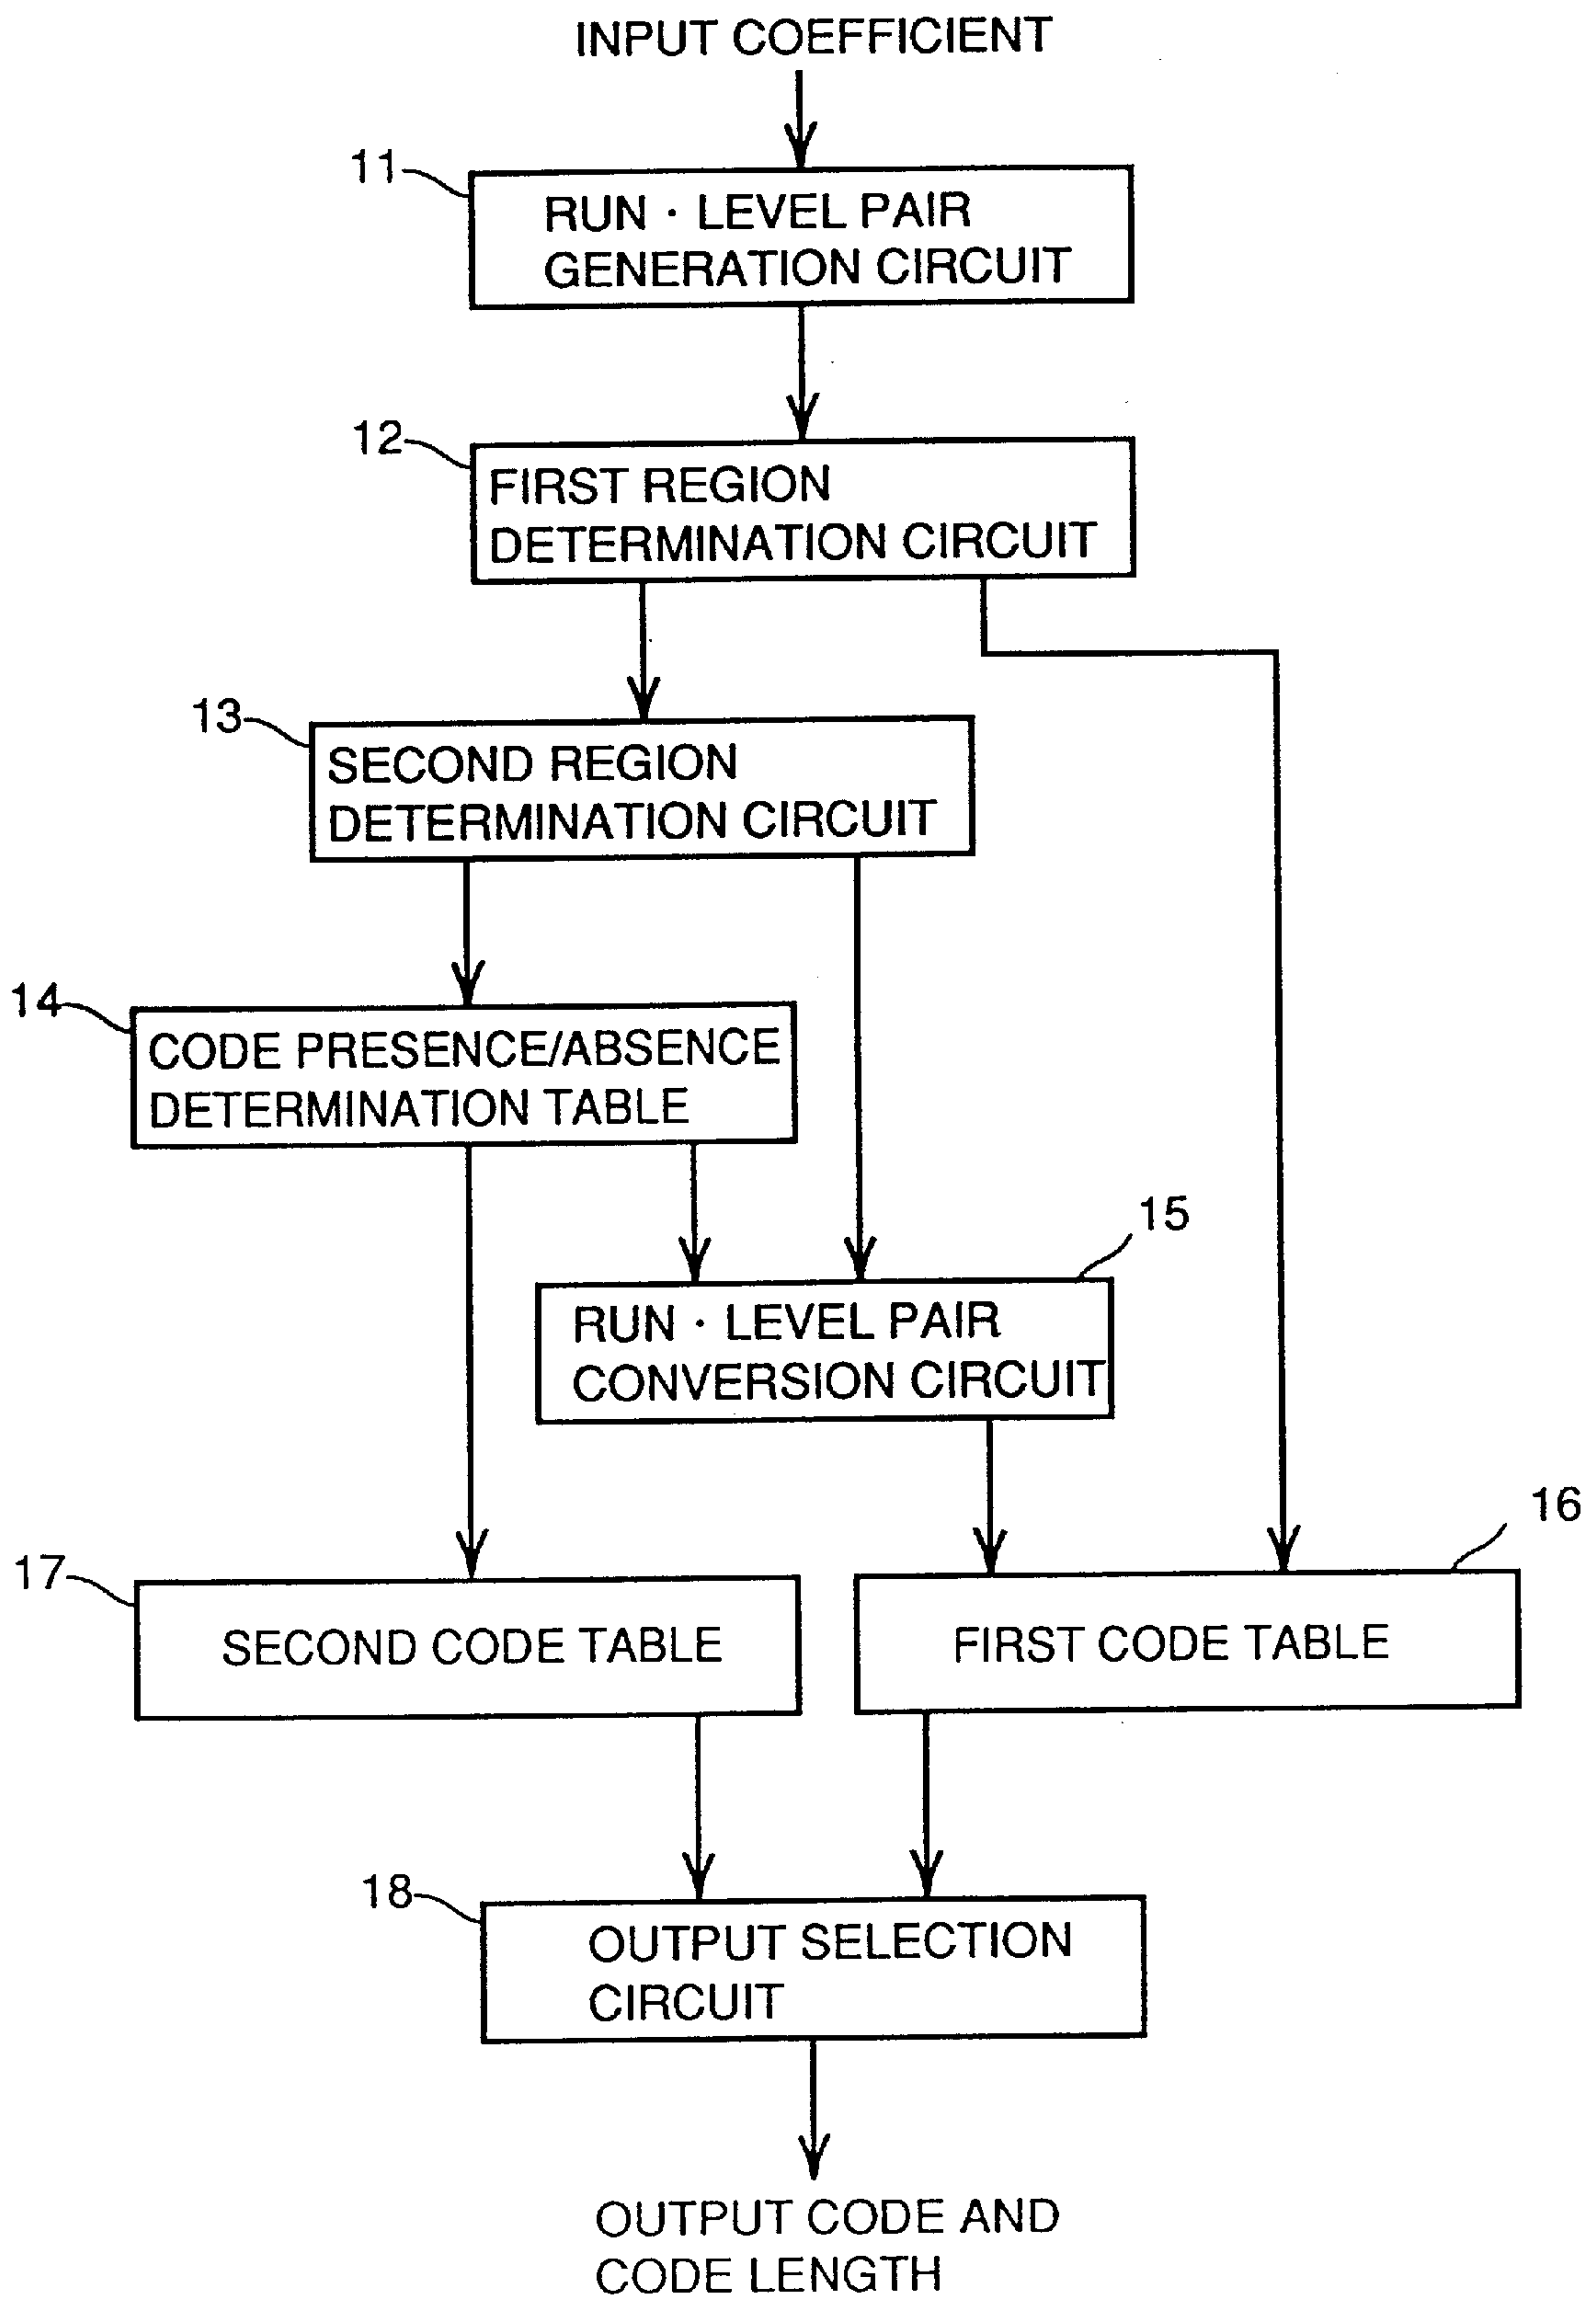 INPUT COEFFICIENT
11
RUN · LEVEL PAIR
GENERATION CIRCUIT
12
FIRST REGION
DETERMINATION CIRCUIT
13
SECOND REGION
DETERMINATION CIRCUIT
14
CODE PRESENCE/ABSENCE
DETERMINATION TABLE
15
RUN · LEVEL PAIR
CONVERSION CIRCUIT
16
17
SECOND CODE TABLE
FIRST CODE TABLE
18
OUTPUT SELECTION
CIRCUIT
OUTPUT CODE AND
CODE LENGTH